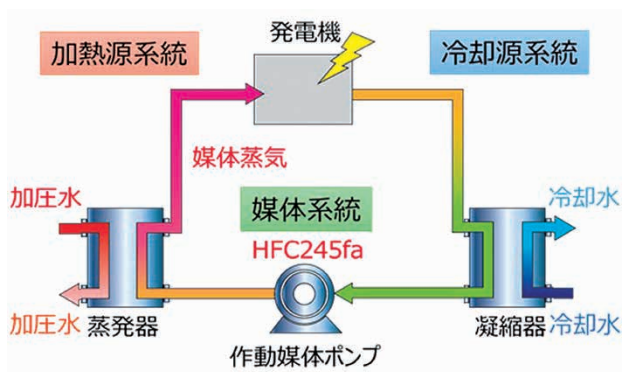 発電機
加熱源系統
冷却源系統
媒体蒸気
加圧水
媒体系統
冷却水
HFC245fa
加圧水
蒸発器
凝縮器
冷却水
作動媒体ポンプ